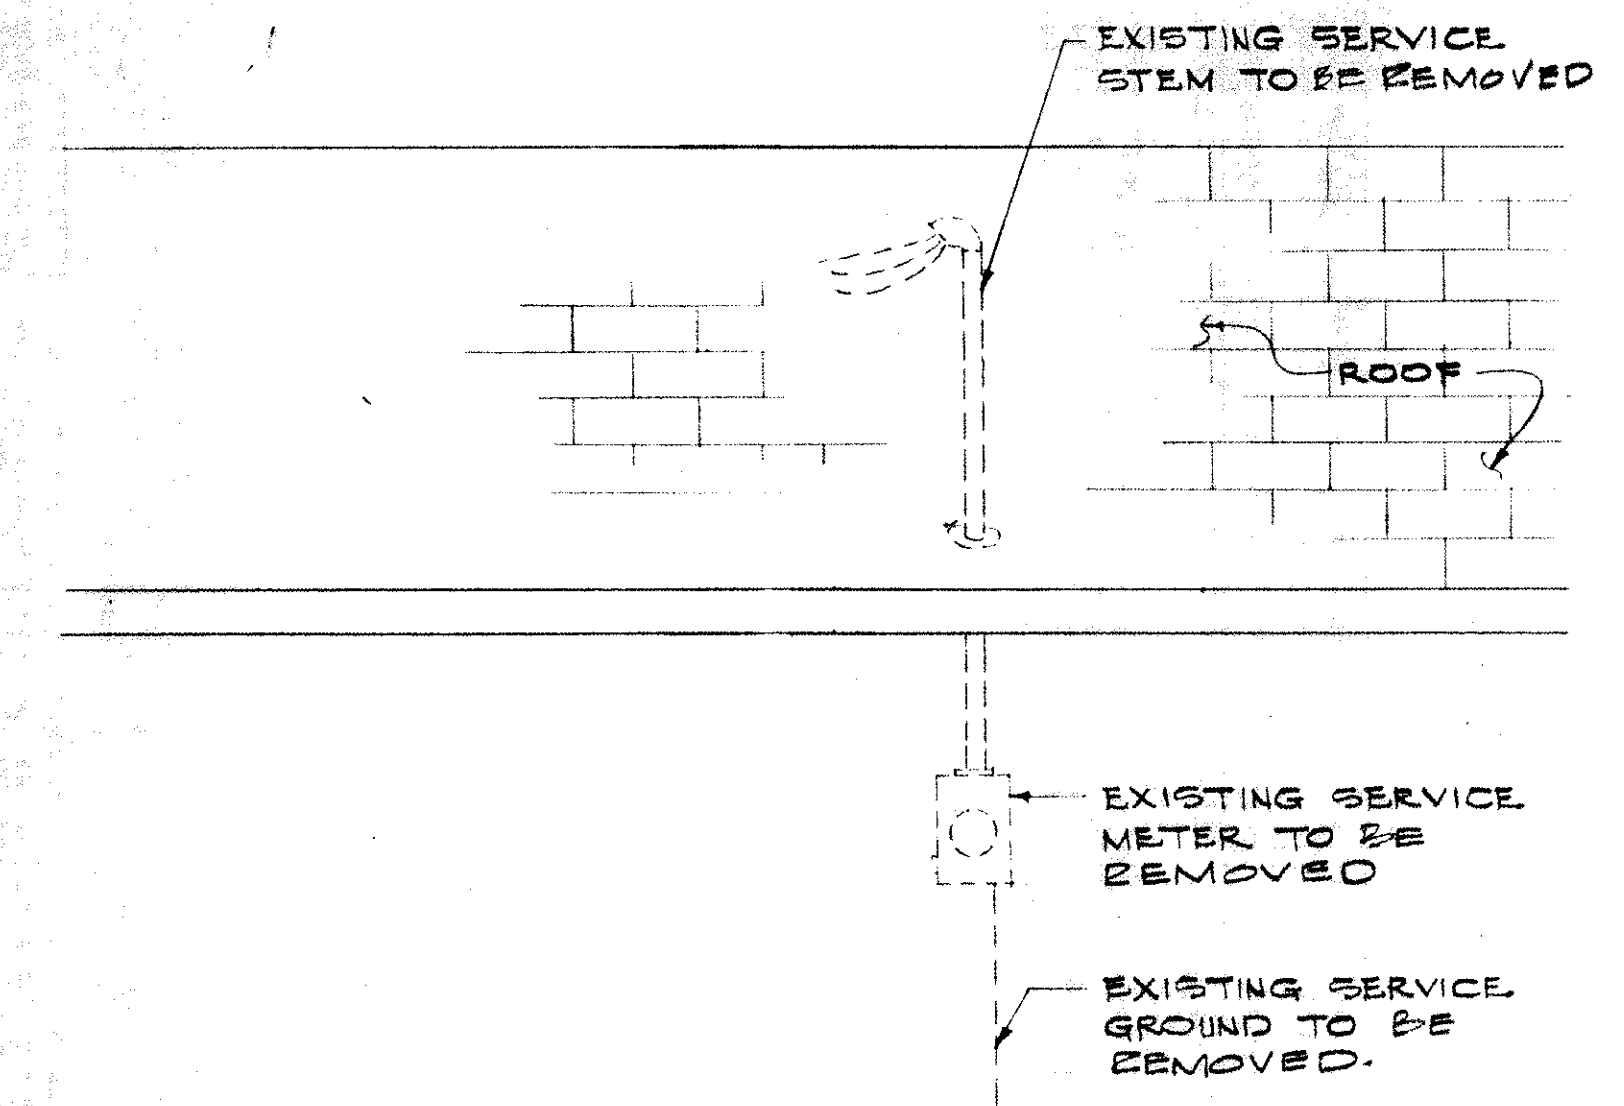 EXISTING SERVICE
STEM TO BE REMOVED
ROOF
EXISTING SERVICE
METER TO BE
REMOVED
EXISTING SERVICE
GROUND TO BE
REMOVED.